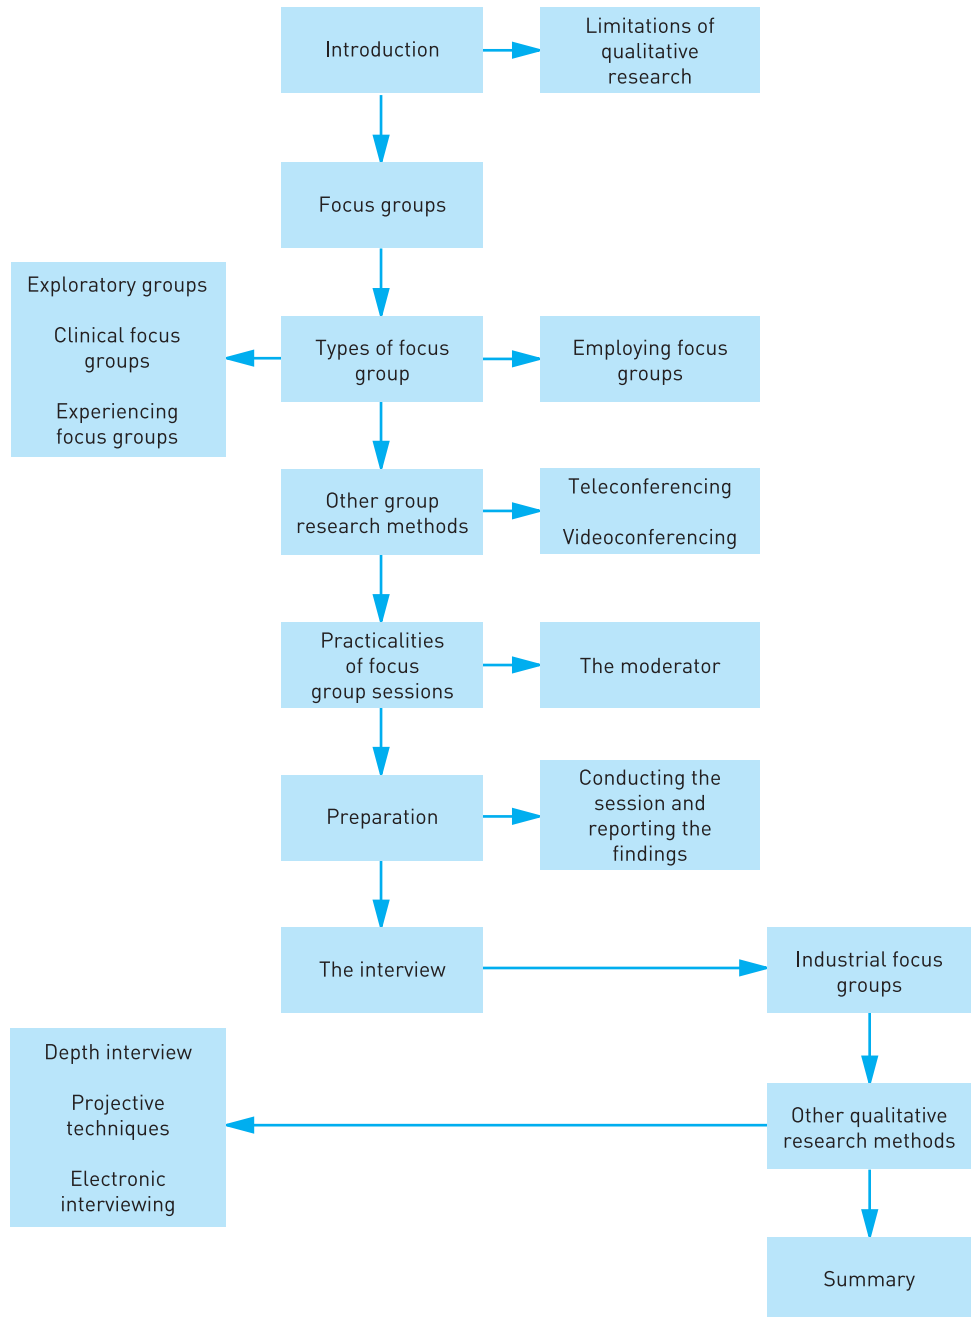 Introduction
Limitations of
qualitative
research
Focus groups
Exploratory groups
Clinical focus
groups
Experiencing
focus groups
Types of focus
group
Employing focus
groups
Other group
research methods
Teleconferencing
Videoconferencing
Practicalities
of focus
group sessions
The moderator
Preparation
Conducting the
session and
reporting the
findings
The interview
Industrial focus
groups
Depth interview
Projective
techniques
Electronic
interviewing
Other qualitative
research methods
Summary